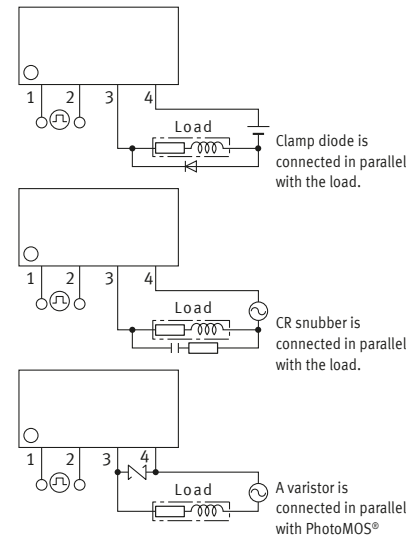 1 2 3 4
Load
Clamp diode is
connected in parallel
with the load.
1 2 3 4
Load
CR snubber is
connected in parallel
with the load.
1 2 3 4
Load
A varistor is
connected in parallel
with PhotoMOS®